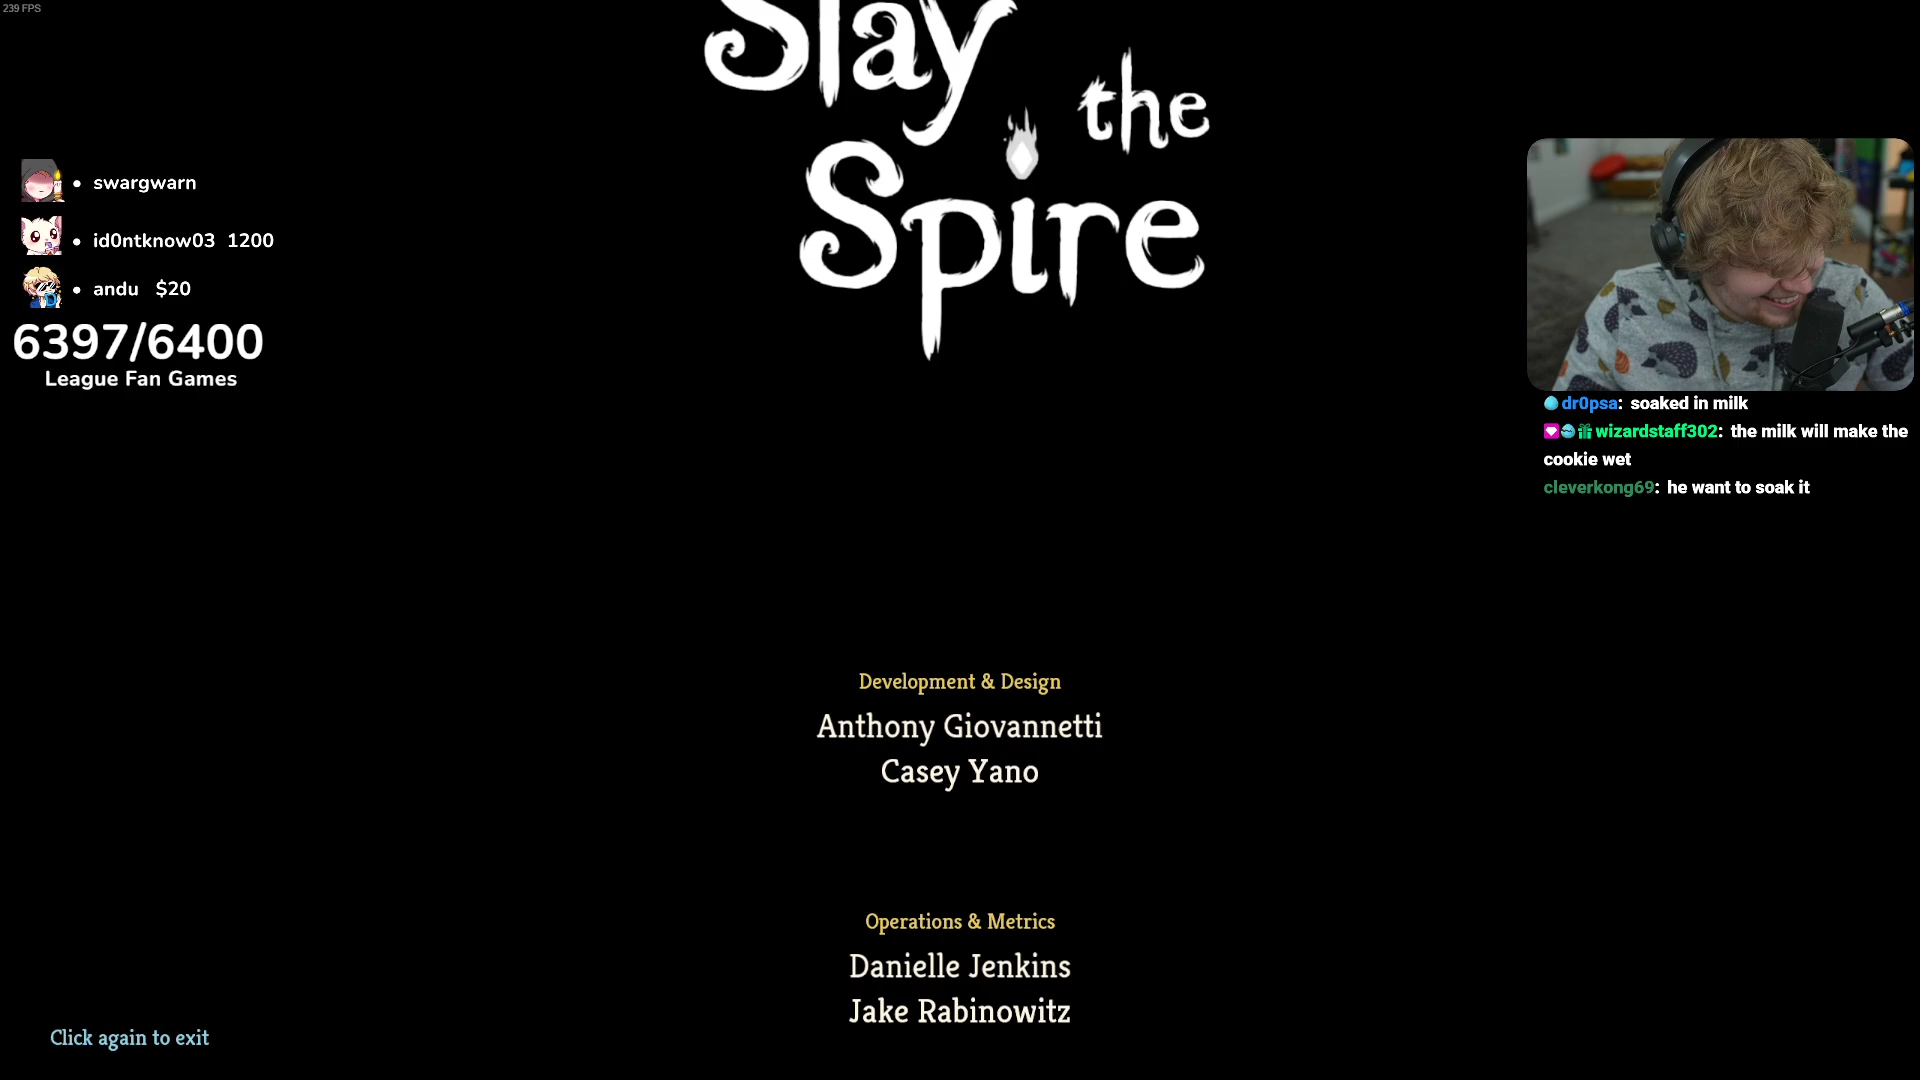 239 FPS
Slay
the
Spire
• swargwarn
• id0ntknow03 1200
• andu $20
6397/6400
League Fan Games
dr0psa: soaked in milk
wizardstaff302: the milk will make the
cookie wet
cleverkong69: he want to soak it
Development & Design
Anthony Giovannetti
Casey Yano
Operations & Metrics
Danielle Jenkins
Jake Rabinowitz
Click again to exit